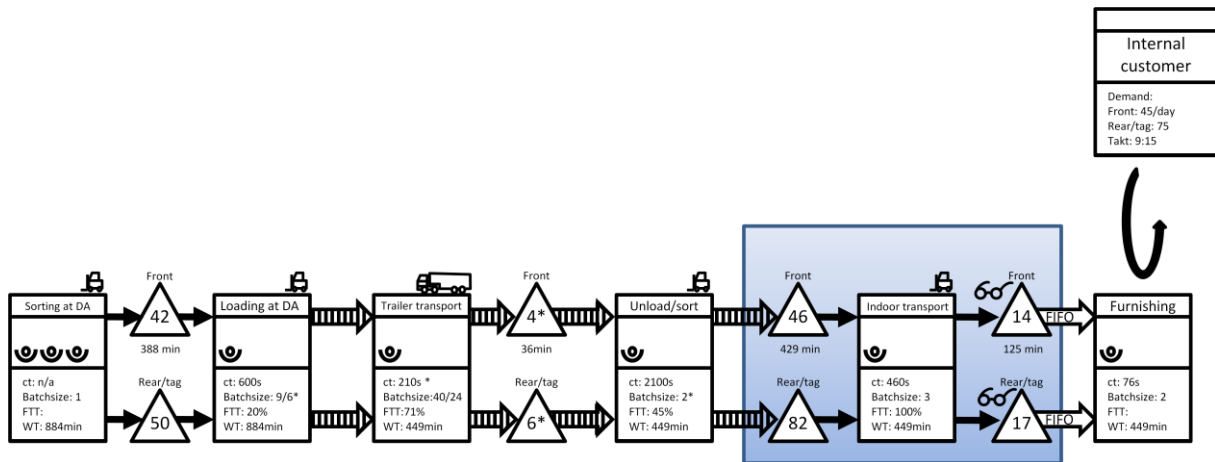 Internal
customer
Demand:
Front: 45/day
Rear/tag: 75
Takt: 9:15
Front
Front
Front
Front
Sorting at DA
42
Loading at DA
Trailer transport
4*
Unload/sort
46
Indoor transport
14
FIFO
Furnishing
388 min
36min
429 min
125 min
ct: n/a
Batchsize: 1
FTT:
WT: 884min
Rear/tag
50
ct: 600s
Batchsize: 9/6*
FTT: 20%
WT: 884min
ct: 210s *
Batchsize:40/24
FTT:71%
WT: 449min
Rear/tag
6*
ct: 2100s
Batchsize: 2*
FTT: 45%
WT: 449min
Rear/tag
82
ct: 460s
Batchsize: 3
FTT: 100%
WT: 449min
Rear/tag
17
FIFO
ct: 76s
Batchsize: 2
FTT:
WT: 449min